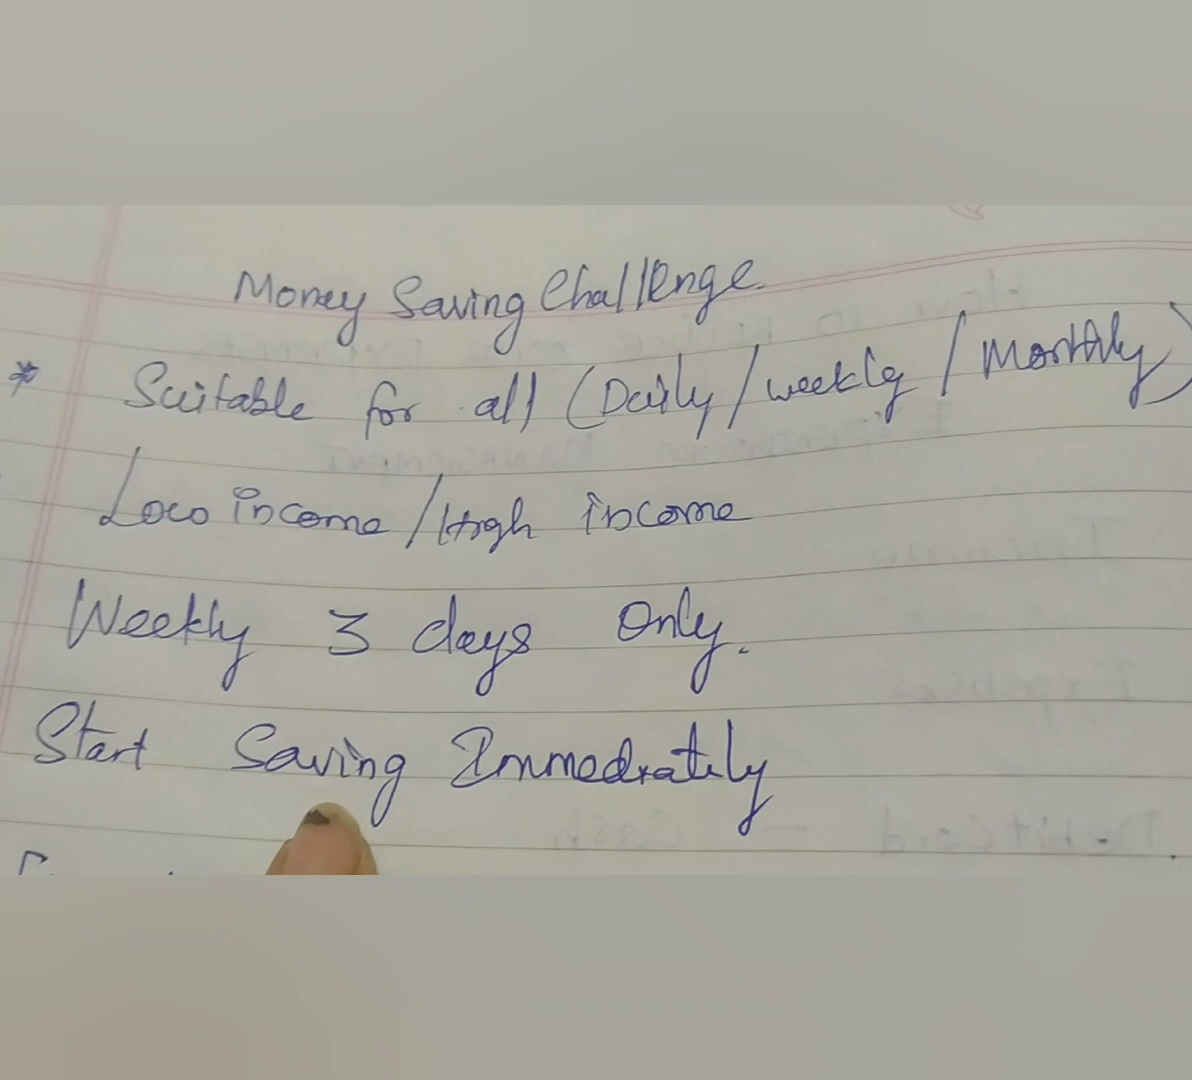 Money Saving Challenge.
* Suitable for all (Daily/weekly/Monthly)
Low income/High income
Weekly 3 days Only.
Start Saving Immediately